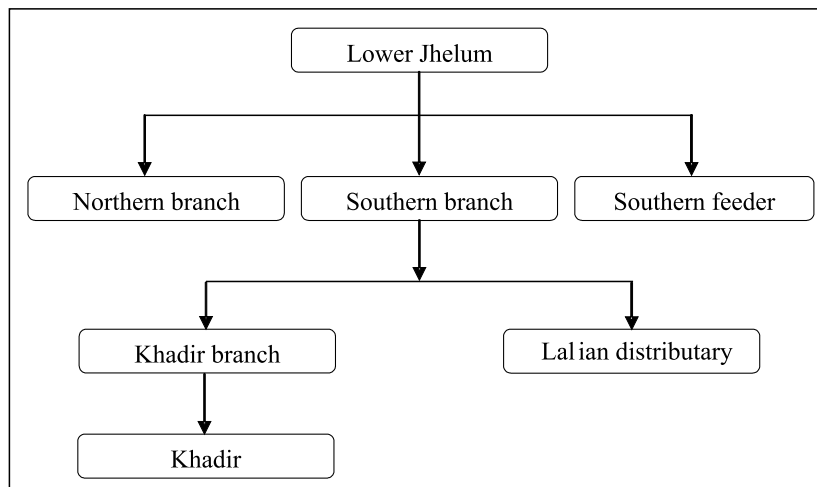 Lower Jhelum
Northern branch
Southern branch
Southern feeder
Khadir branch
Lalian distributary
Khadir